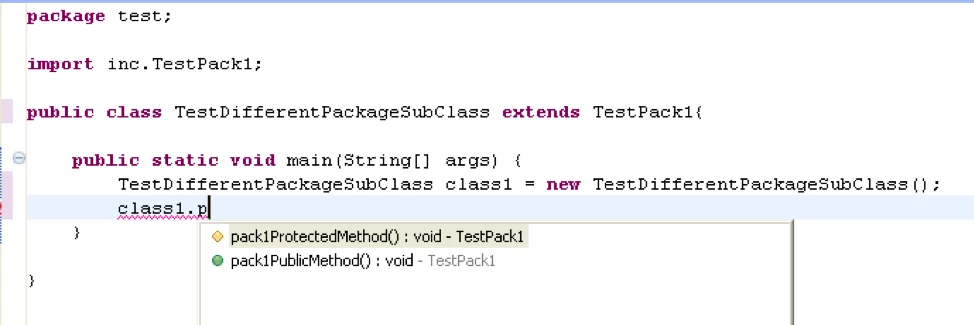 package test;
import inc.TestPack1;
public class TestDifferentPackageSubClass extends TestPack1{
public static void main(String[] args) {
TestDifferentPackageSubClass class1 = new TestDifferentPackageSubClass();
class1.p
}
pack1ProtectedMethod() : void - TestPack1
pack1PublicMethod() : void - TestPack1
}